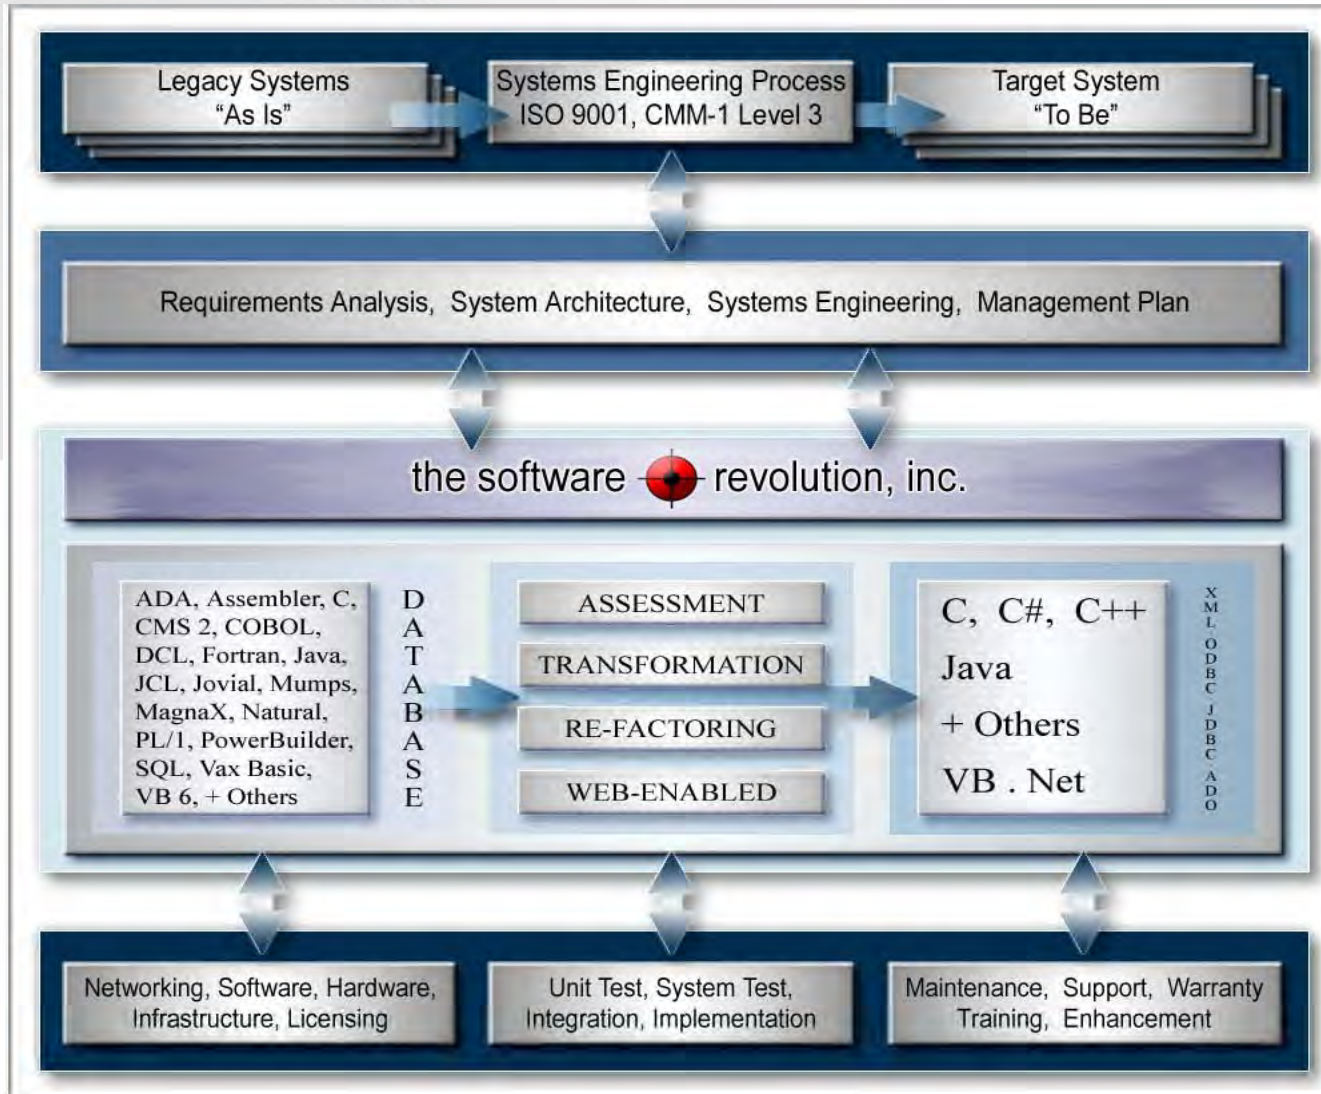 Legacy Systems
“As Is”
Systems Engineering Process
ISO 9001, CMM-1 Level 3
Target System
“To Be”
Requirements Analysis, System Architecture, Systems Engineering, Management Plan
the software revolution, inc.
ADA, Assembler, C,
CMS 2, COBOL,
DCL, Fortran, Java,
JCL, Jovial, Mumps,
MagnaX, Natural,
PL/1, PowerBuilder,
SQL, Vax Basic,
VB 6, + Others
DATABASE
ASSESSMENT
TRANSFORMATION
RE-FACTORING
WEB-ENABLED
C, C#, C++
Java
+ Others
VB . Net
XML ODBC JDBC ADO
Networking, Software, Hardware,
Infrastructure, Licensing
Unit Test, System Test,
Integration, Implementation
Maintenance, Support, Warranty
Training, Enhancement